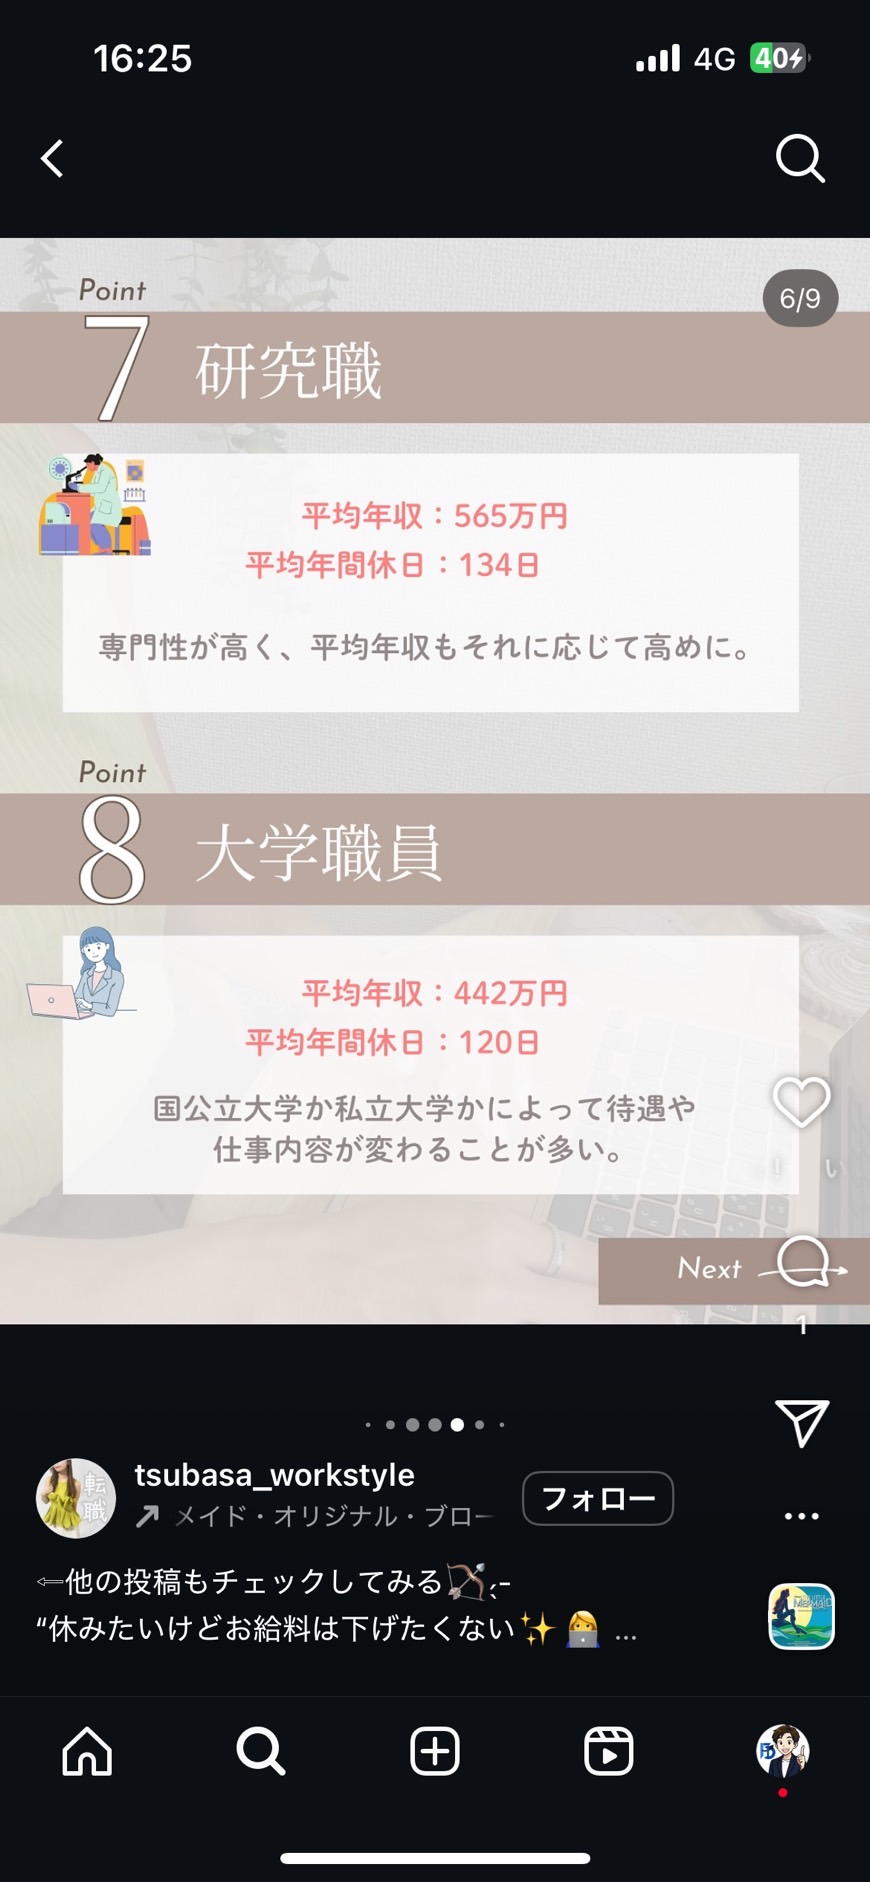 16:25
4G
40
6/9
Point
7
研究職
平均年収：565万円
平均年間休日：134日
専門性が高く、平均年収もそれに応じて高めに。
Point
8
大学職員
平均年収：442万円
平均年間休日：120日
国公立大学か私立大学かによって待遇や
仕事内容が変わることが多い。
Next
1
転職
tsubasa_workstyle
メイド・オリジナル・ブロー
フォロー
⇦他の投稿もチェックしてみる🏹 ˎˊ-
“休みたいけどお給料は下げたくない✨👩‍💻 …